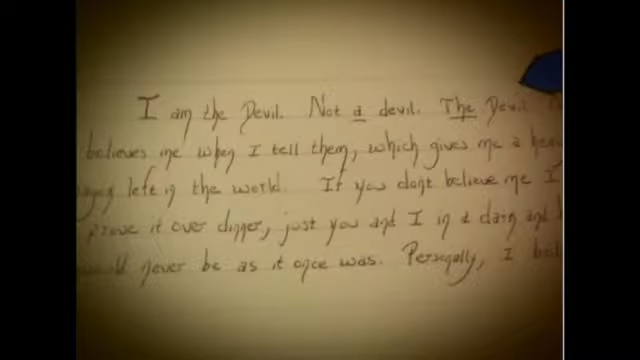 I am the Devil. Not a devil. The Devil
believes me when I tell them, which gives me a
left in the world. If you don't believe me I
prove it over dinner, just you and I in a and
would never be as it once was. Personally, I